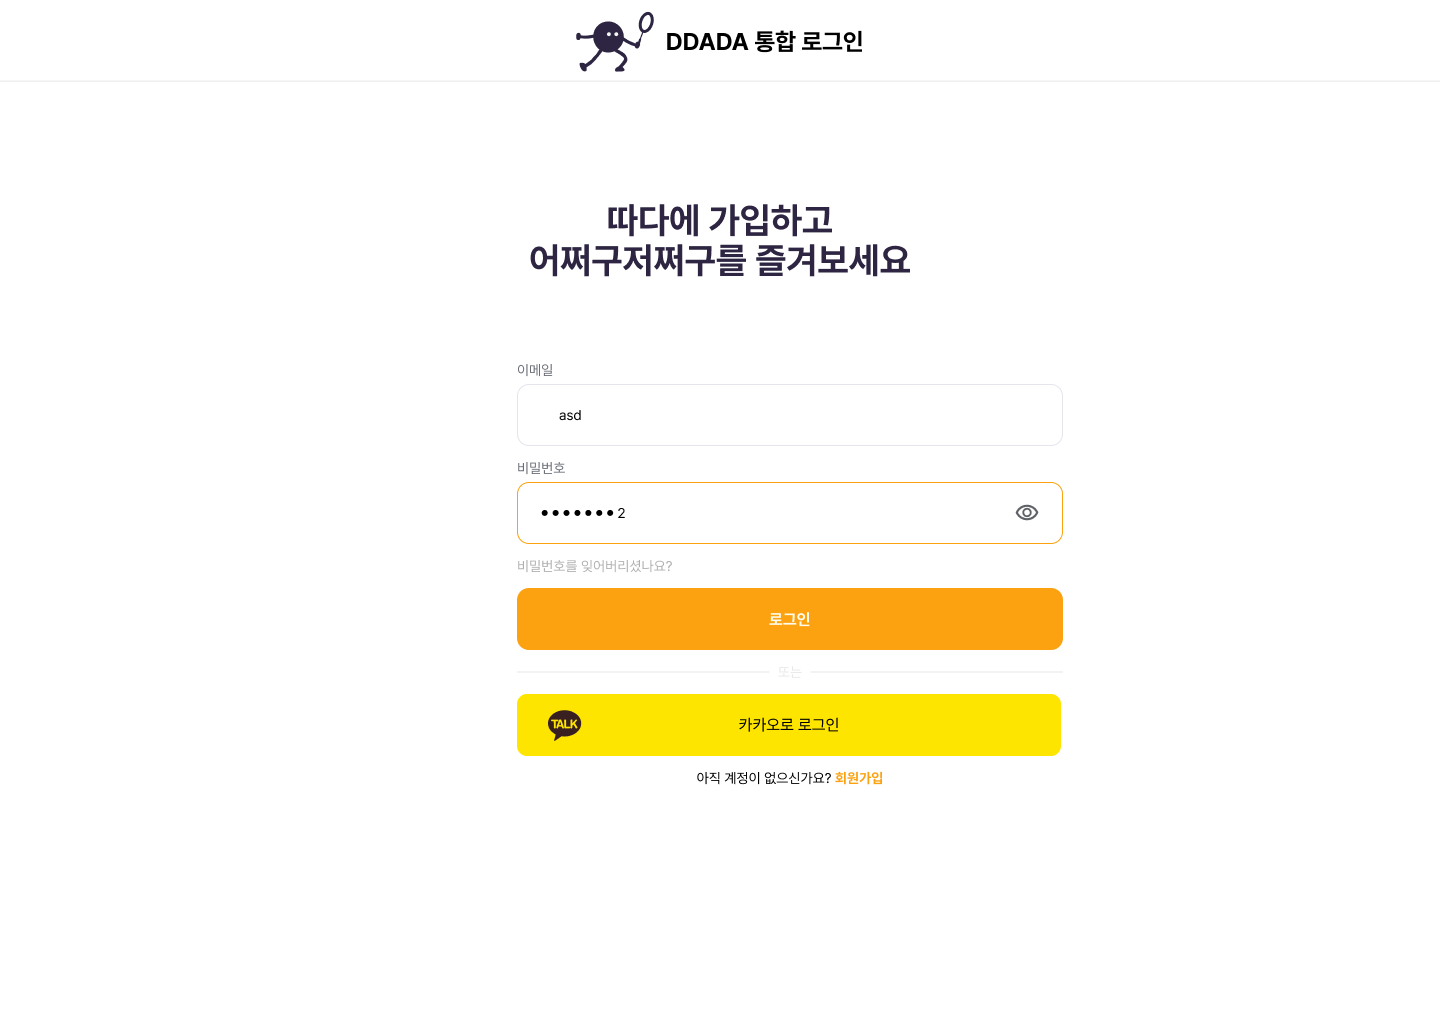 DDADA 통합 로그인
따다에 가입하고
어쩌구저쩌구를 즐겨보세요
이메일
asd
비밀번호
●●●●●●●2
비밀번호를 잊어버리셨나요?
로그인
또는
TALK
카카오로 로그인
아직 계정이 없으신가요? 회원가입